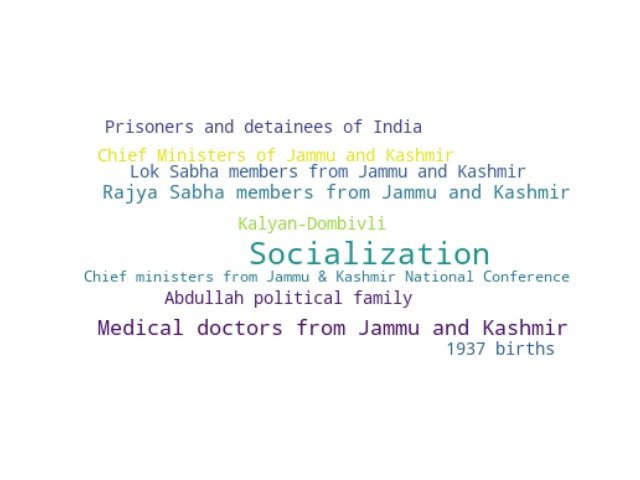 Prisoners and detainees of India
Chief Ministers of Jammu and Kashmir
Lok Sabha members from Jammu and Kashmir
Rajya Sabha members from Jammu and Kashmir
Kalyan-Dombivli
Socialization
Chief ministers from Jammu & Kashmir National Conference
Abdullah political family
Medical doctors from Jammu and Kashmir
1937 births